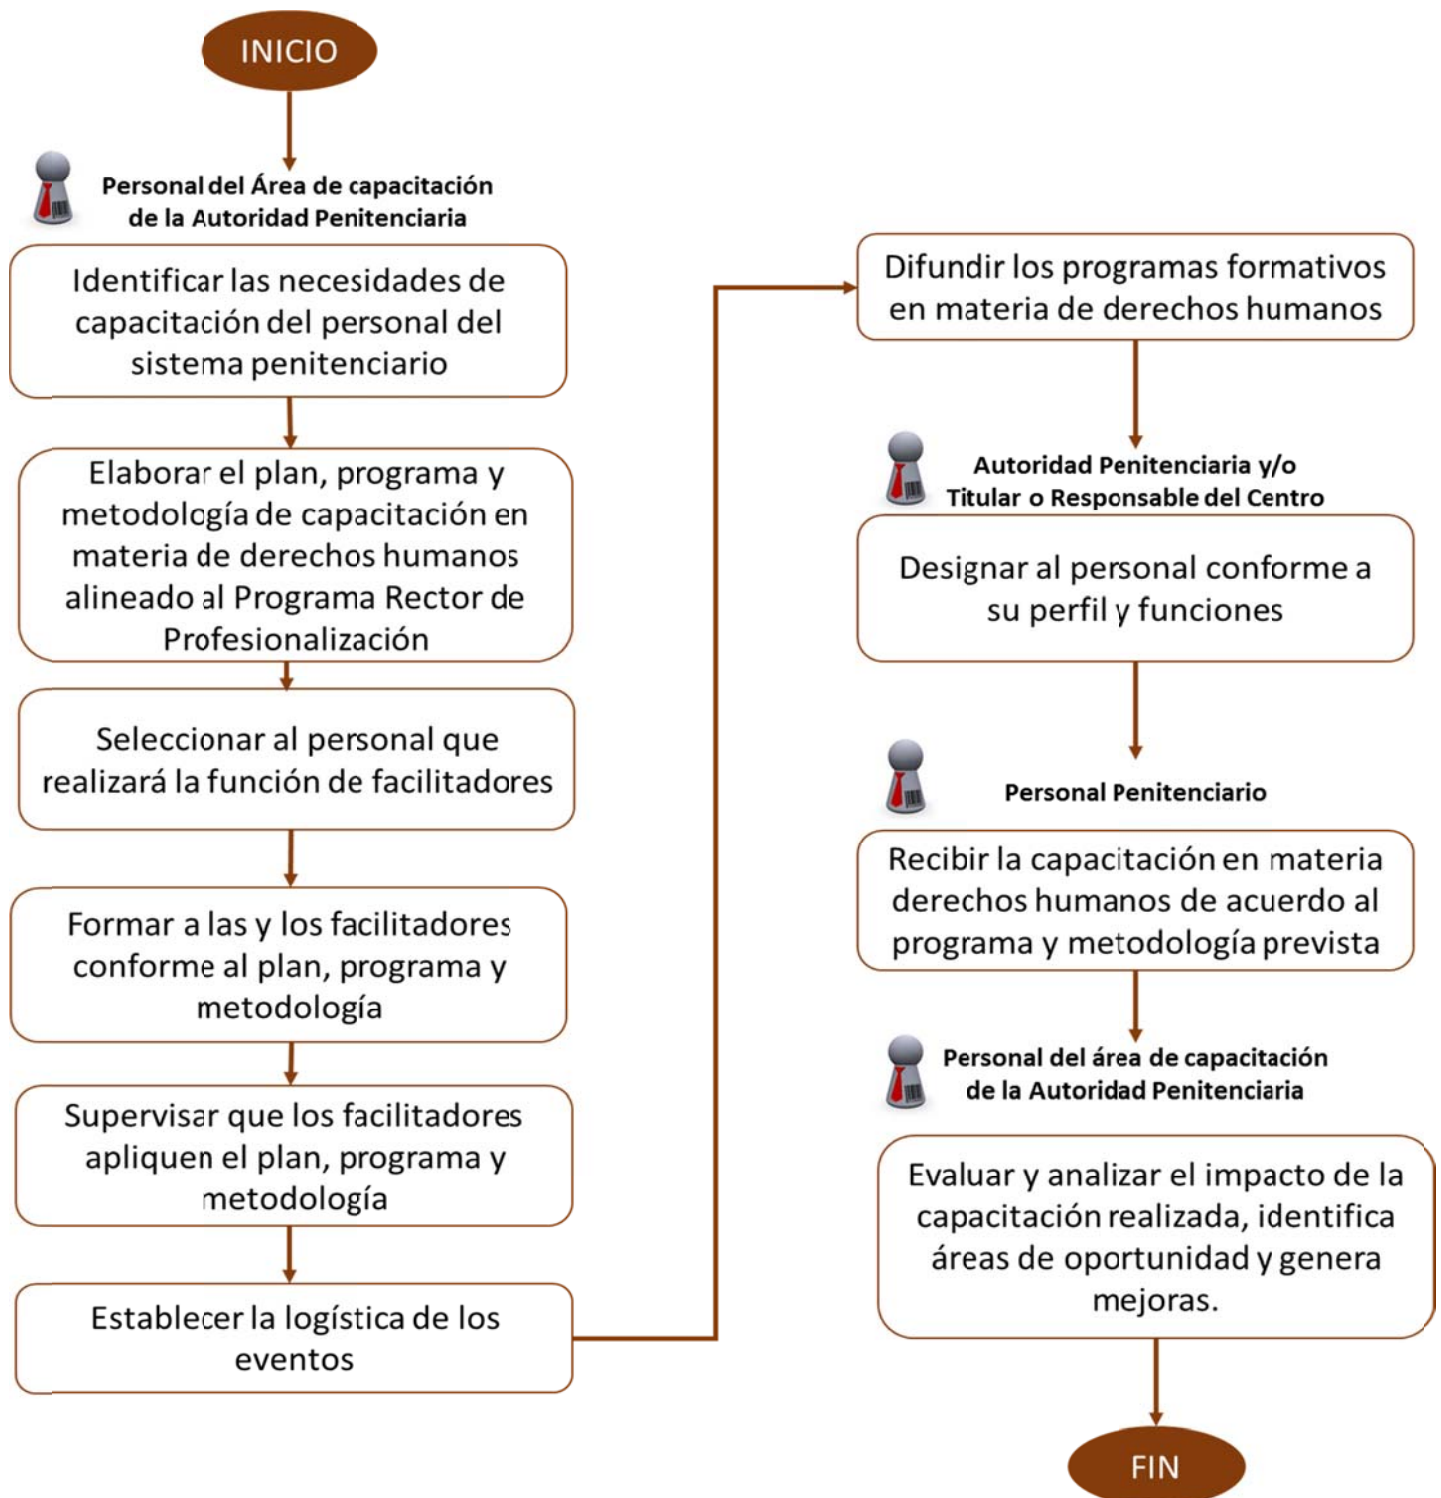 INICIO
Personal del Área de capacitación
de la Autoridad Penitenciaria
Identificar las necesidades de
capacitación del personal del
sistema penitenciario
Elaborar el plan, programa y
metodología de capacitación en
materia de derechos humanos
alineado al Programa Rector de
Profesionalización
Seleccionar al personal que
realizará la función de facilitadores
Formar a las y los facilitadores
conforme al plan, programa y
metodología
Supervisar que los facilitadores
apliquen el plan, programa y
metodología
Establecer la logística de los
eventos
Difundir los programas formativos
en materia de derechos humanos
Autoridad Penitenciaria y/o
Titular o Responsable del Centro
Designar al personal conforme a
su perfil y funciones
Personal Penitenciario
Recibir la capacitación en materia
derechos humanos de acuerdo al
programa y metodología prevista
Personal del área de capacitación
de la Autoridad Penitenciaria
Evaluar y analizar el impacto de la
capacitación realizada, identifica
áreas de oportunidad y genera
mejoras.
FIN